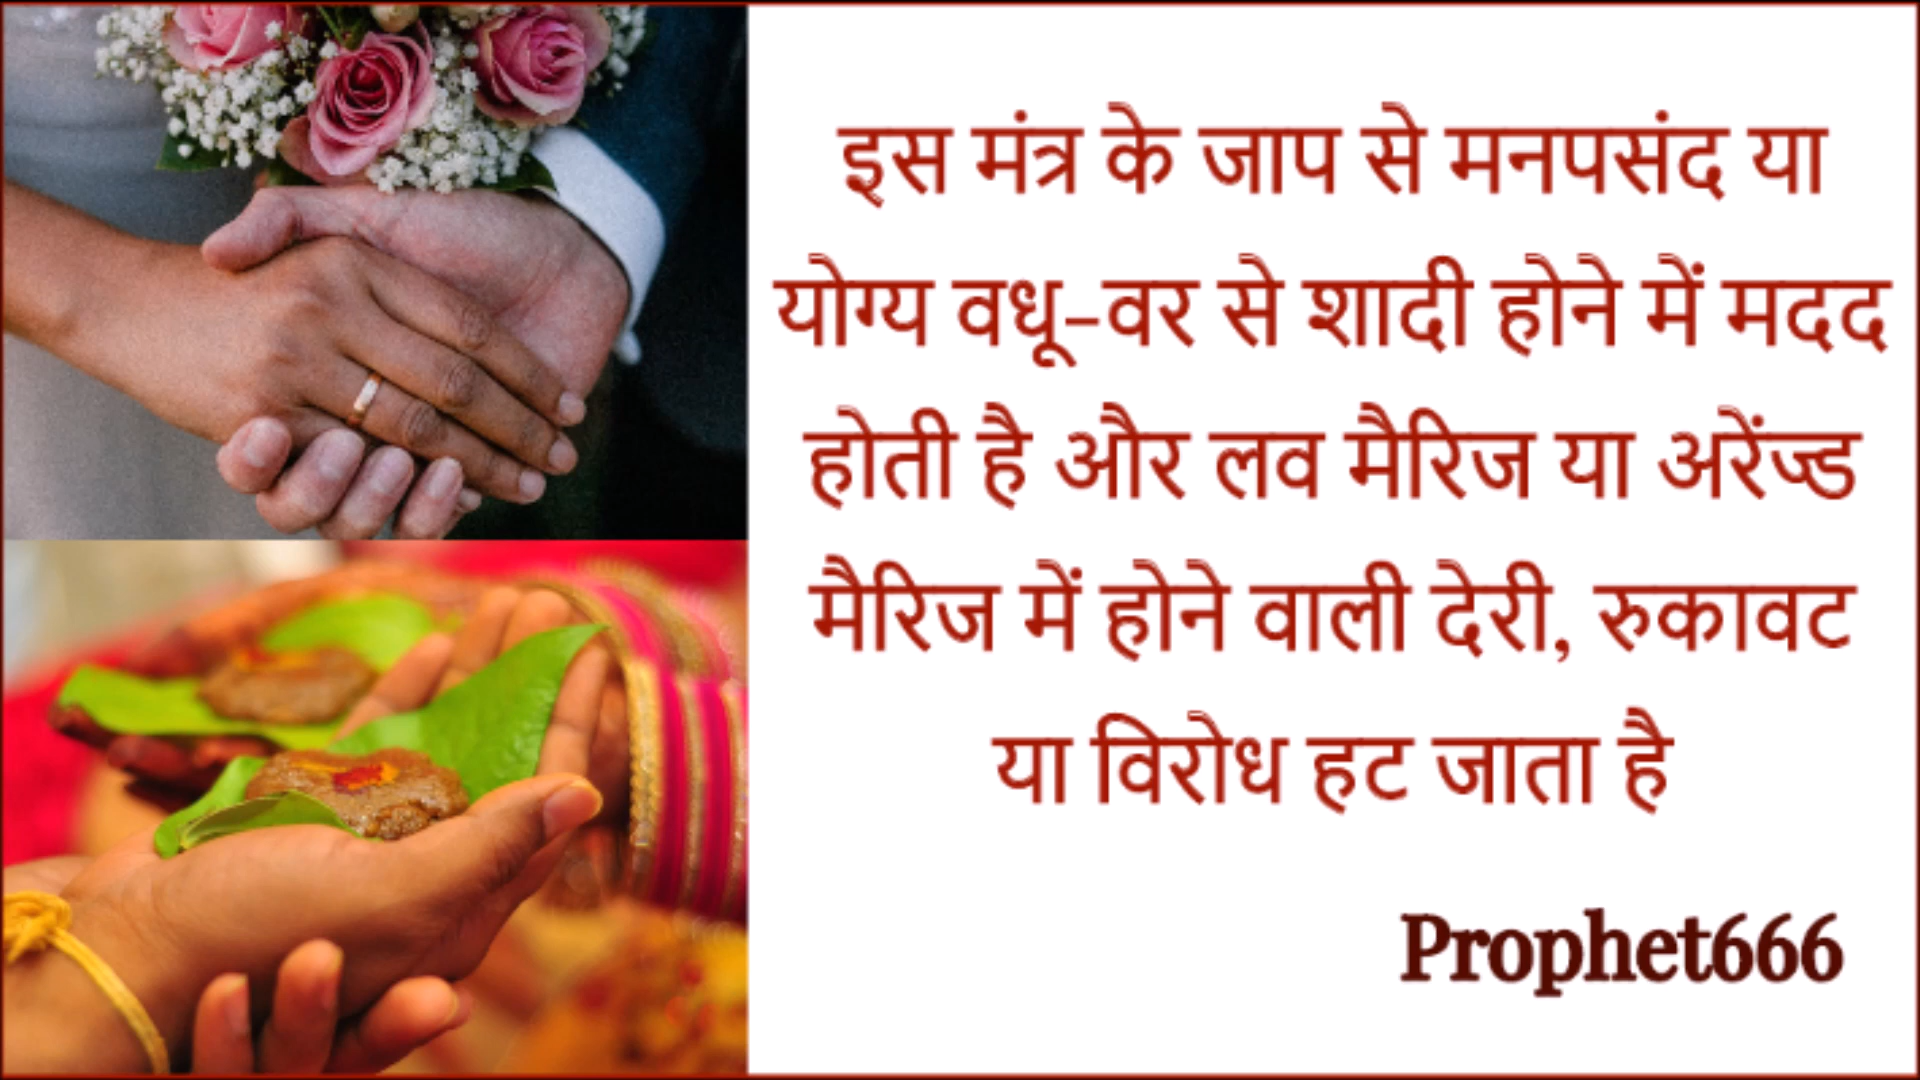 इस मंत्र के जाप से मनपसंद या
योग्य वधू-वर से शादी होने में मदद
होती है और लव मैरिज या अरेंज्ड
मैरिज में होने वाली देरी, रुकावट
या विरोध हट जाता है
Prophet666